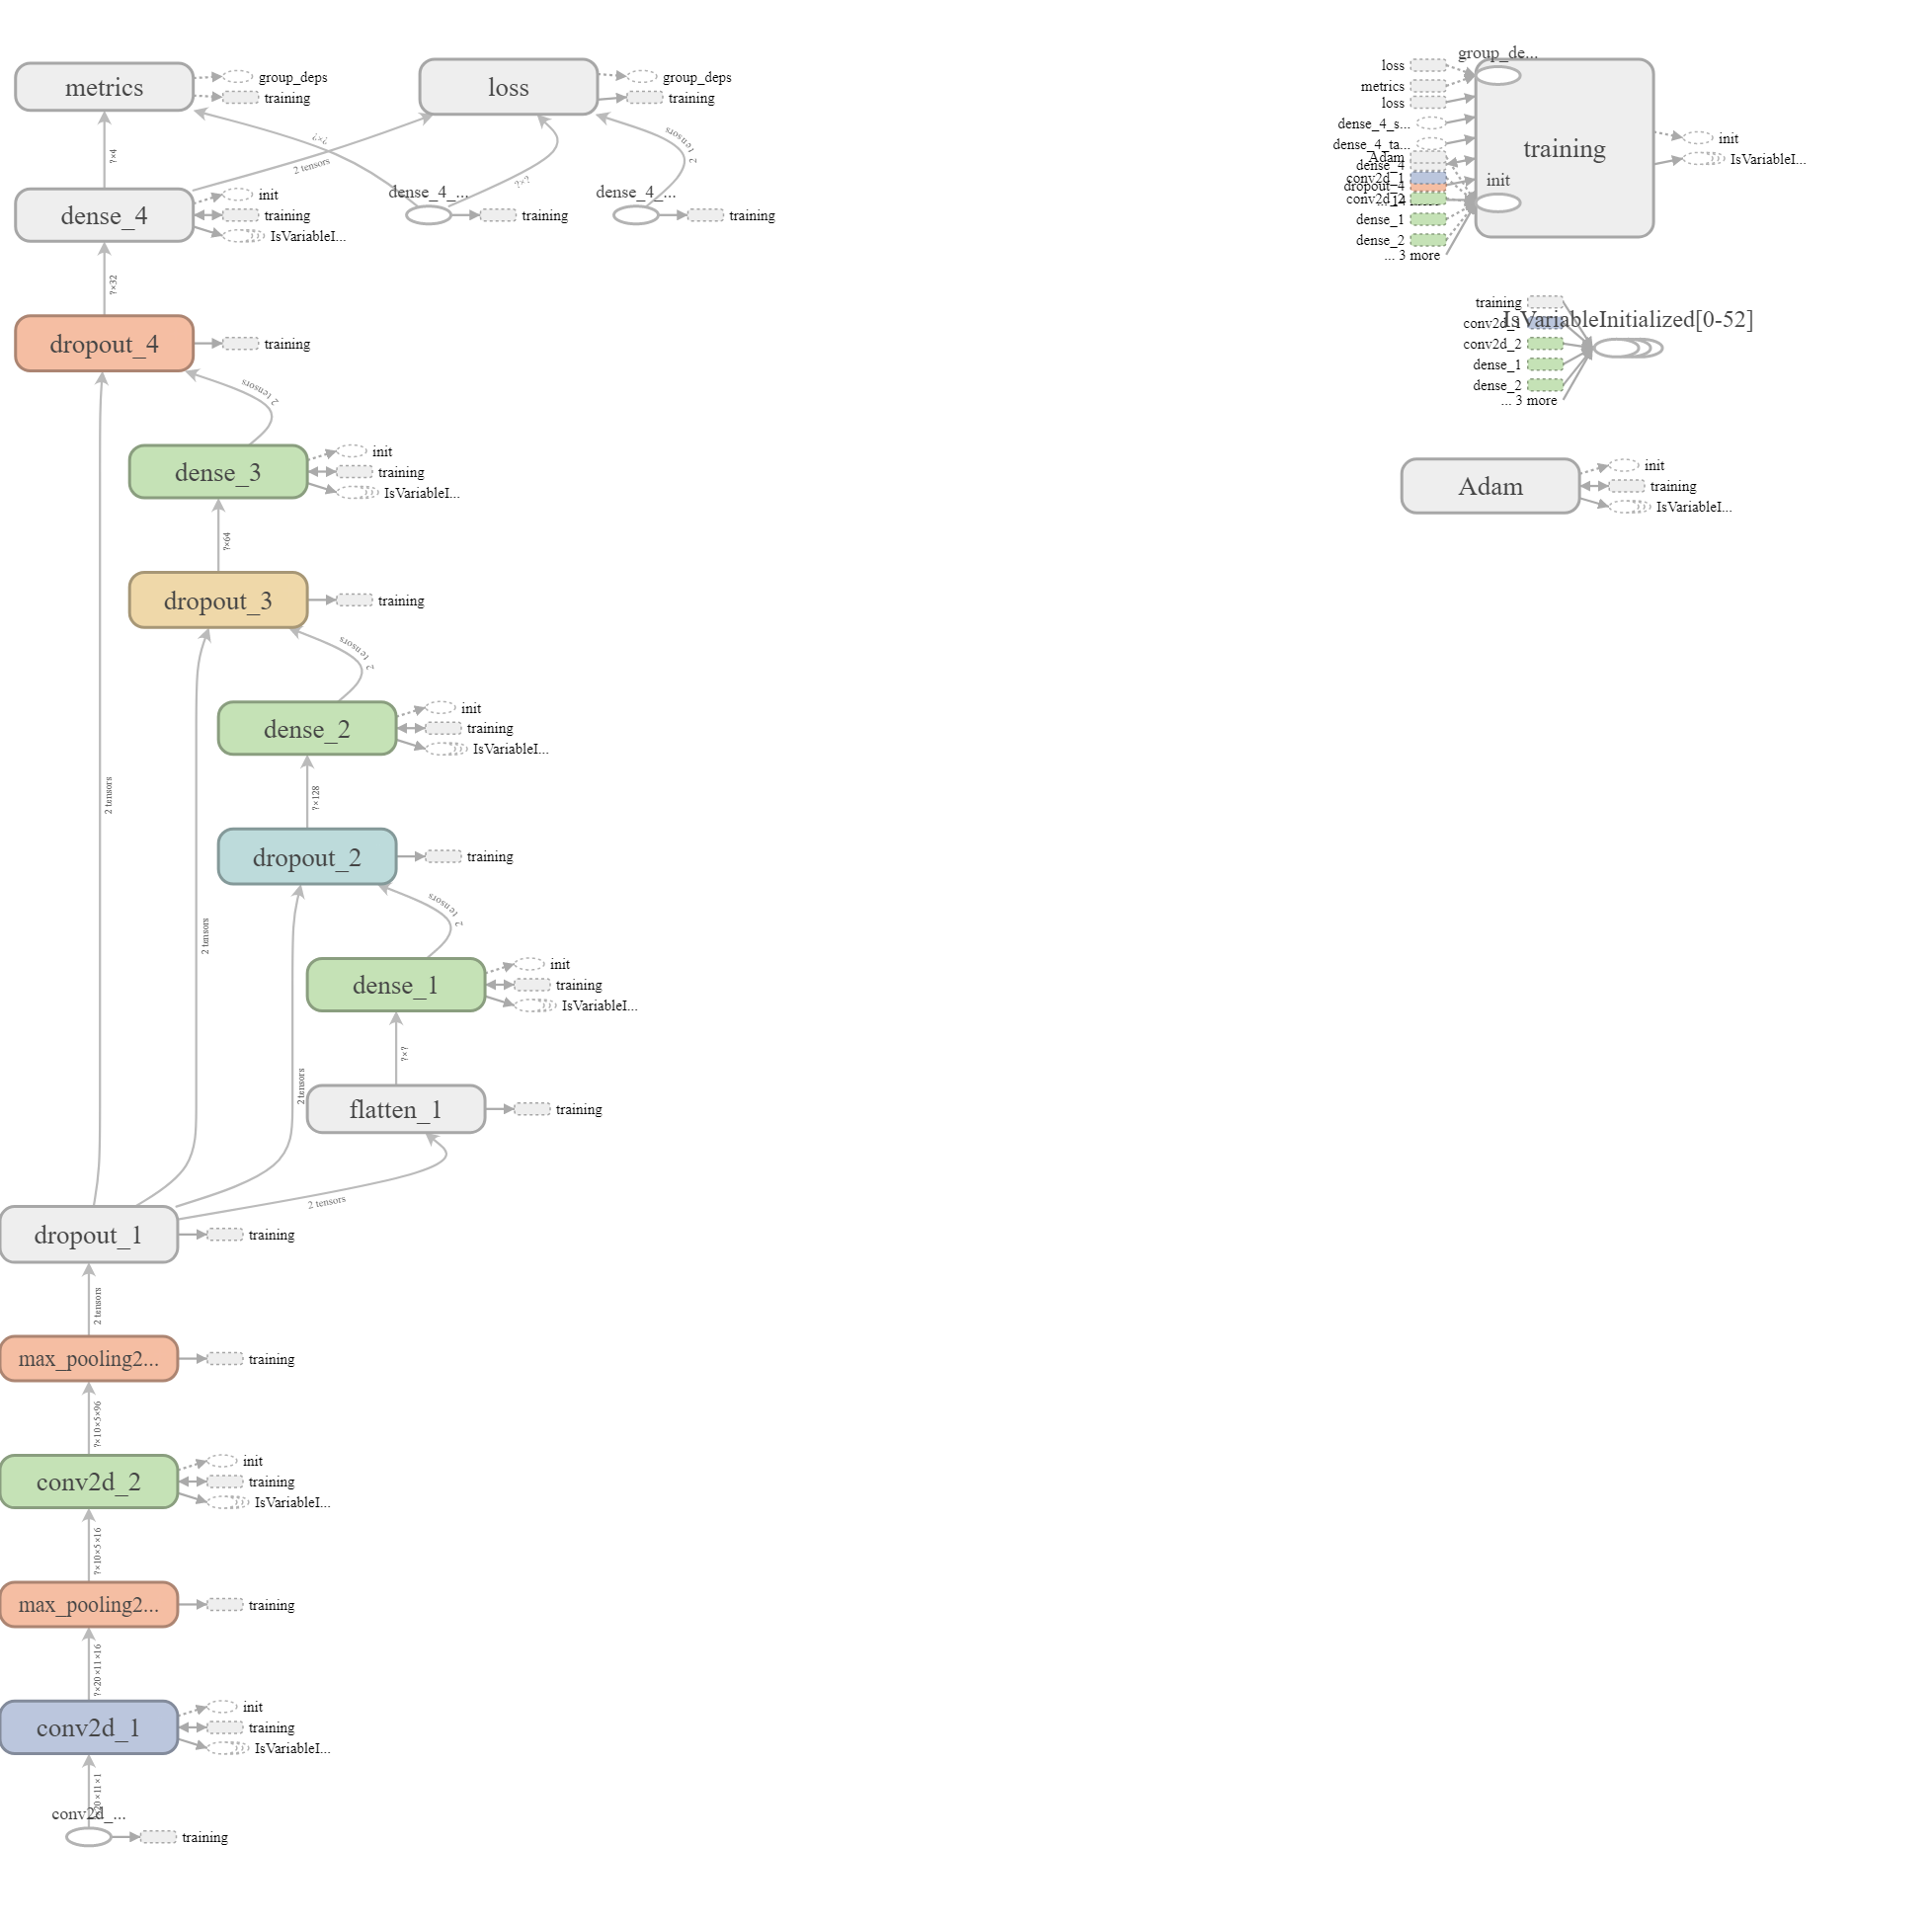 metrics
group_deps
training
?×4
loss
group_deps
training
?×?
2 tensors
?×?
2 tensors
dense_4
init
training
IsVariableI...
dense_4_...
training
dense_4_...
training
?×32
dropout_4
training
2 tensors
dense_3
init
training
IsVariableI...
?×64
dropout_3
training
2 tensors
dense_2
init
training
IsVariableI...
2 tensors
?×128
dropout_2
training
2 tensors
2 tensors
dense_1
init
training
IsVariableI...
?×?
2 tensors
flatten_1
training
2 tensors
dropout_1
training
2 tensors
max_pooling2...
training
?×10×5×96
conv2d_2
init
training
IsVariableI...
?×10×5×16
max_pooling2...
training
?×20×11×16
conv2d_1
init
training
IsVariableI...
20×11×1
conv2d_...
training
group_de...
loss
metrics
loss
dense_4_s...
dense_4_ta...
Adam
dense_4
conv2d_1
dropout_4
conv2d_2
dense_1
dense_2
... 3 more
training
init
init
IsVariableI...
IsVariableInitialized[0-52]
training
conv2d_1
conv2d_2
dense_1
dense_2
... 3 more
Adam
init
training
IsVariableI...